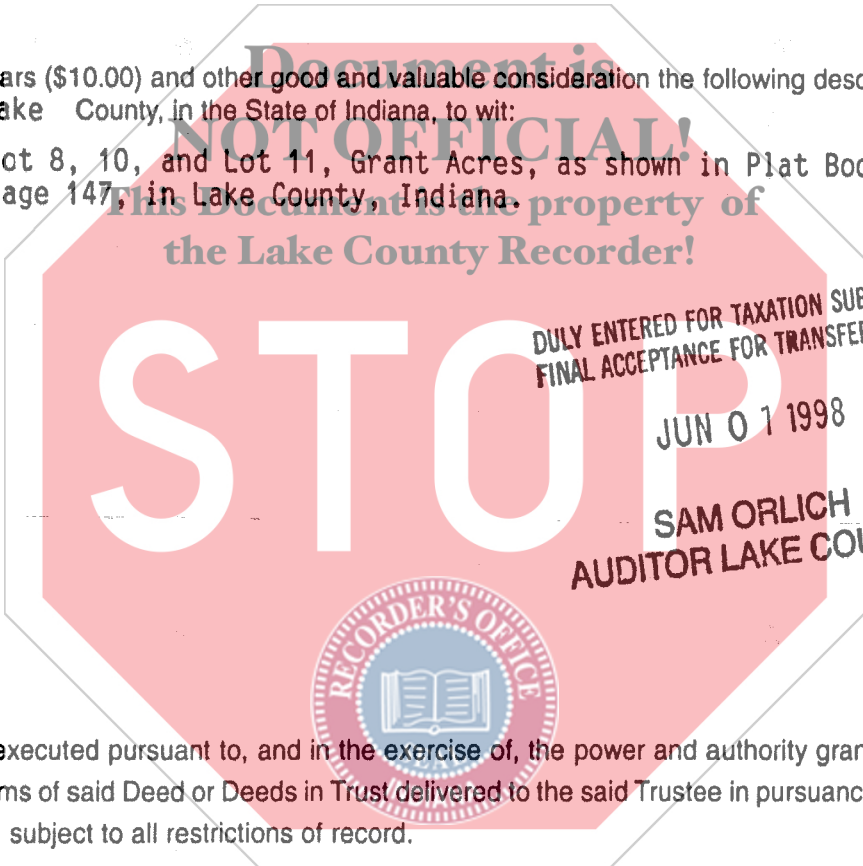 Document is
ars ($10.00) and other good and valuable consideration the following desc
ake County, in the State of Indiana, to wit:
NOT OFFICIAL!
ot 8, 10, and Lot 11, Grant Acres, as shown in Plat Boo
age 147, in Lake County, Indiana.
This Document is the property of
the Lake County Recorder!
DULY ENTERED FOR TAXATION SUB
FINAL ACCEPTANCE FOR TRANSFER
STOP
JUN 01 1998
SAM ORLICH
AUDITOR LAKE COU
RECORDER'S OFFICE
executed pursuant to, and in the exercise of, the power and authority gran
ms of said Deed or Deeds in Trust delivered to the said Trustee in pursuanc
subject to all restrictions of record.